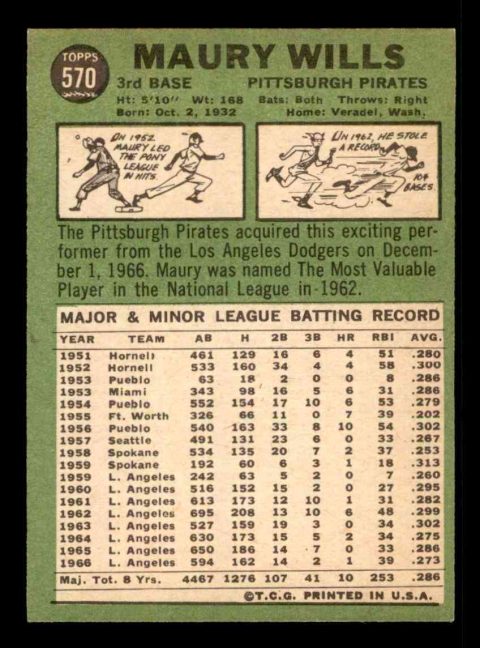 TOPPS
570
MAURY WILLS
3rd BASE PITTSBURGH PIRATES
Ht: 5'10" Wt: 168 Bats: Both Throws: Right
Born: Oct. 2, 1932 Home: Veradel, Wash.
IN 1952,
MAURY LED
THE PONY
LEAGUE
IN HITS.
IN 1962, HE STOLE
A RECORD
104
BASES.
The Pittsburgh Pirates acquired this exciting per-
former from the Los Angeles Dodgers on Decem-
ber 1, 1966. Maury was named The Most Valuable
Player in the National League in 1962.
MAJOR & MINOR LEAGUE BATTING RECORD
YEAR TEAM AB H 2B 3B HR RBI AVG.
1951 Hornell 461 129 16 6 4 51 .280
1952 Hornell 533 160 34 4 4 58 .300
1953 Pueblo 63 18 2 0 0 8 .286
1953 Miami 343 98 16 5 6 31 .286
1954 Pueblo 552 154 17 10 6 53 .279
1955 Ft. Worth 326 66 11 0 7 39 .202
1956 Pueblo 540 163 33 8 10 54 .302
1957 Seattle 491 131 23 6 0 33 .267
1958 Spokane 534 135 20 7 2 37 .253
1959 Spokane 192 60 6 3 1 18 .313
1959 L. Angeles 242 63 5 2 0 7 .260
1960 L. Angeles 516 152 15 2 0 27 .295
1961 L. Angeles 613 173 12 10 1 31 .282
1962 L. Angeles 695 208 13 10 6 48 .299
1963 L. Angeles 527 159 19 3 0 34 .302
1964 L. Angeles 630 173 15 5 2 34 .275
1965 L. Angeles 650 186 14 7 0 33 .286
1966 L. Angeles 594 162 14 2 1 39 .273
Maj. Tot. 8 Yrs. 4467 1276 107 41 10 253 .286
©T.C.G. PRINTED IN U.S.A.